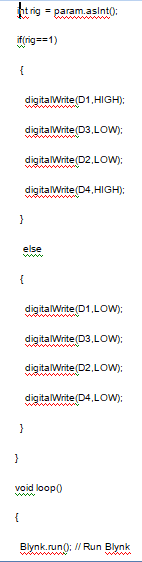 int rig = param.asInt();
if(rig==1)
{
digitalWrite(D1,HIGH);
digitalWrite(D3,LOW);
digitalWrite(D2,LOW);
digitalWrite(D4,HIGH);
}
else
{
digitalWrite(D1,LOW);
digitalWrite(D3,LOW);
digitalWrite(D2,LOW);
digitalWrite(D4,LOW);
}
}
void loop()
{
Blynk.run(); // Run Blynk